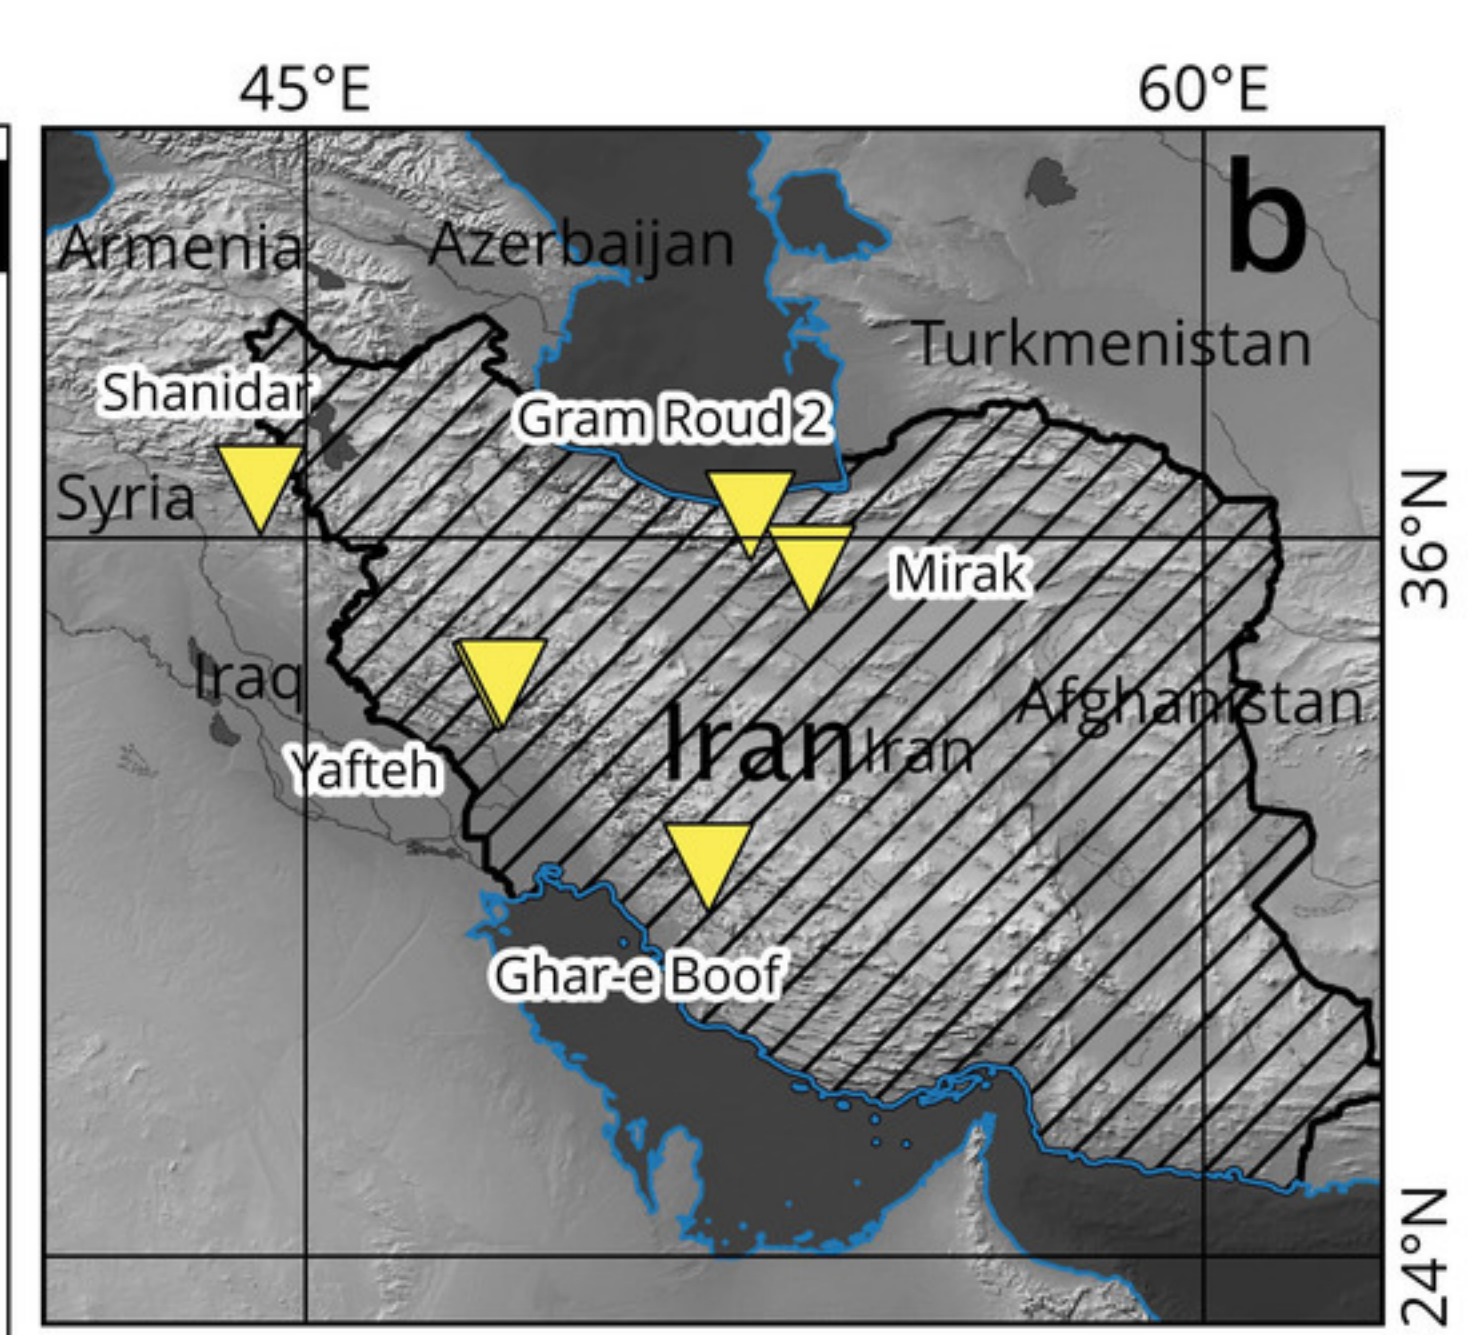 45°E
60°E
b
Armenia
Azerbaijan
Turkmenistan
Shanidar
Gram Roud 2
Syria
36°N
Mirak
Iraq
Afghanistan
Iran
Iran
Yafteh
Ghar-e Boof
24°N